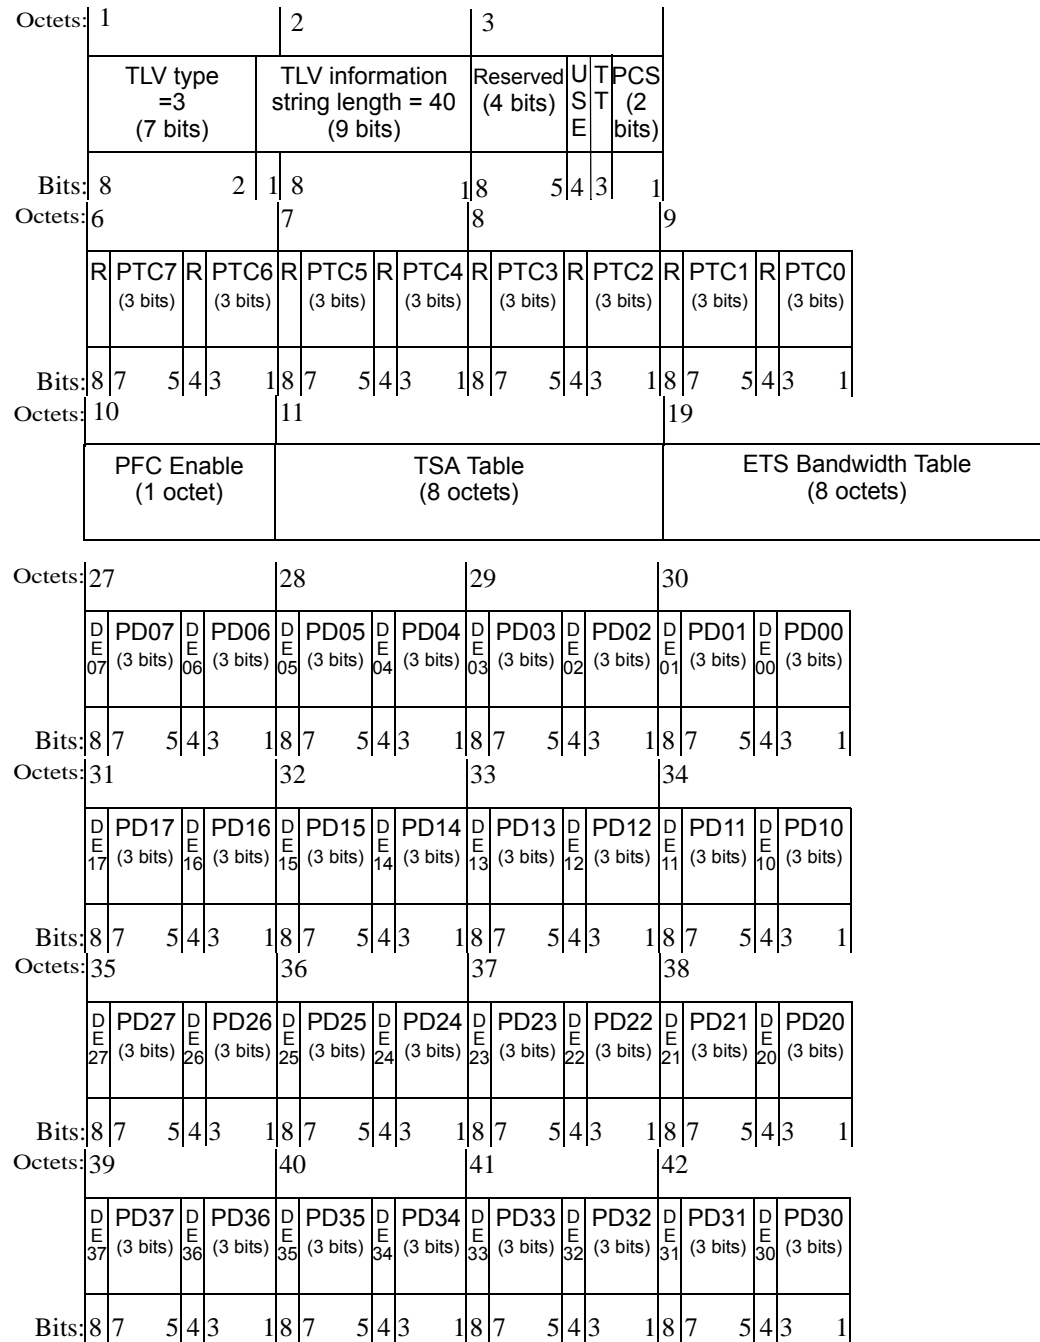 Octets: 1 2 3
TLV type =3 (7 bits) TLV information string length = 40 (9 bits) Reserved (4 bits) USE TT PCS (2 bits)
Bits: 8 2 1 8 1 8 5 4 3 1
Octets: 6 7 8 9
R PTC7 R PTC6 R PTC5 R PTC4 R PTC3 R PTC2 R PTC1 R PTC0
(3 bits) (3 bits) (3 bits) (3 bits) (3 bits) (3 bits) (3 bits) (3 bits)
Bits: 8 7 5 4 3 1 8 7 5 4 3 1 8 7 5 4 3 1 8 7 5 4 3 1
Octets: 10 11 19
PFC Enable (1 octet) TSA Table (8 octets) ETS Bandwidth Table (8 octets)
Octets: 27 28 29 30
DE07 PD07 (3 bits) DE06 PD06 (3 bits) DE05 PD05 (3 bits) DE04 PD04 (3 bits) DE03 PD03 (3 bits) DE02 PD02 (3 bits) DE01 PD01 (3 bits) DE00 PD00 (3 bits)
Bits: 8 7 5 4 3 1 8 7 5 4 3 1 8 7 5 4 3 1 8 7 5 4 3 1
Octets: 31 32 33 34
DE17 PD17 (3 bits) DE16 PD16 (3 bits) DE15 PD15 (3 bits) DE14 PD14 (3 bits) DE13 PD13 (3 bits) DE12 PD12 (3 bits) DE11 PD11 (3 bits) DE10 PD10 (3 bits)
Bits: 8 7 5 4 3 1 8 7 5 4 3 1 8 7 5 4 3 1 8 7 5 4 3 1
Octets: 35 36 37 38
DE27 PD27 (3 bits) DE26 PD26 (3 bits) DE25 PD25 (3 bits) DE24 PD24 (3 bits) DE23 PD23 (3 bits) DE22 PD22 (3 bits) DE21 PD21 (3 bits) DE20 PD20 (3 bits)
Bits: 8 7 5 4 3 1 8 7 5 4 3 1 8 7 5 4 3 1 8 7 5 4 3 1
Octets: 39 40 41 42
DE37 PD37 (3 bits) DE36 PD36 (3 bits) DE35 PD35 (3 bits) DE34 PD34 (3 bits) DE33 PD33 (3 bits) DE32 PD32 (3 bits) DE31 PD31 (3 bits) DE30 PD30 (3 bits)
Bits: 8 7 5 4 3 1 8 7 5 4 3 1 8 7 5 4 3 1 8 7 5 4 3 1